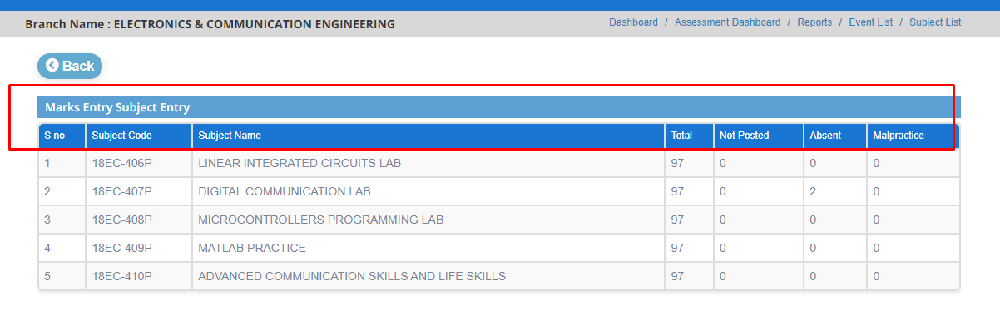 Branch Name : ELECTRONICS & COMMUNICATION ENGINEERING Dashboard / Assessment Dashboard / Reports / Event List / Subject List
Back
Marks Entry Subject Entry
S no Subject Code Subject Name Total Not Posted Absent Malpractice
1 18EC-406P LINEAR INTEGRATED CIRCUITS LAB 97 0 0 0
2 18EC-407P DIGITAL COMMUNICATION LAB 97 0 2 0
3 18EC-408P MICROCONTROLLERS PROGRAMMING LAB 97 0 0 0
4 18EC-409P MATLAB PRACTICE 97 0 0 0
5 18EC-410P ADVANCED COMMUNICATION SKILLS AND LIFE SKILLS 97 0 0 0